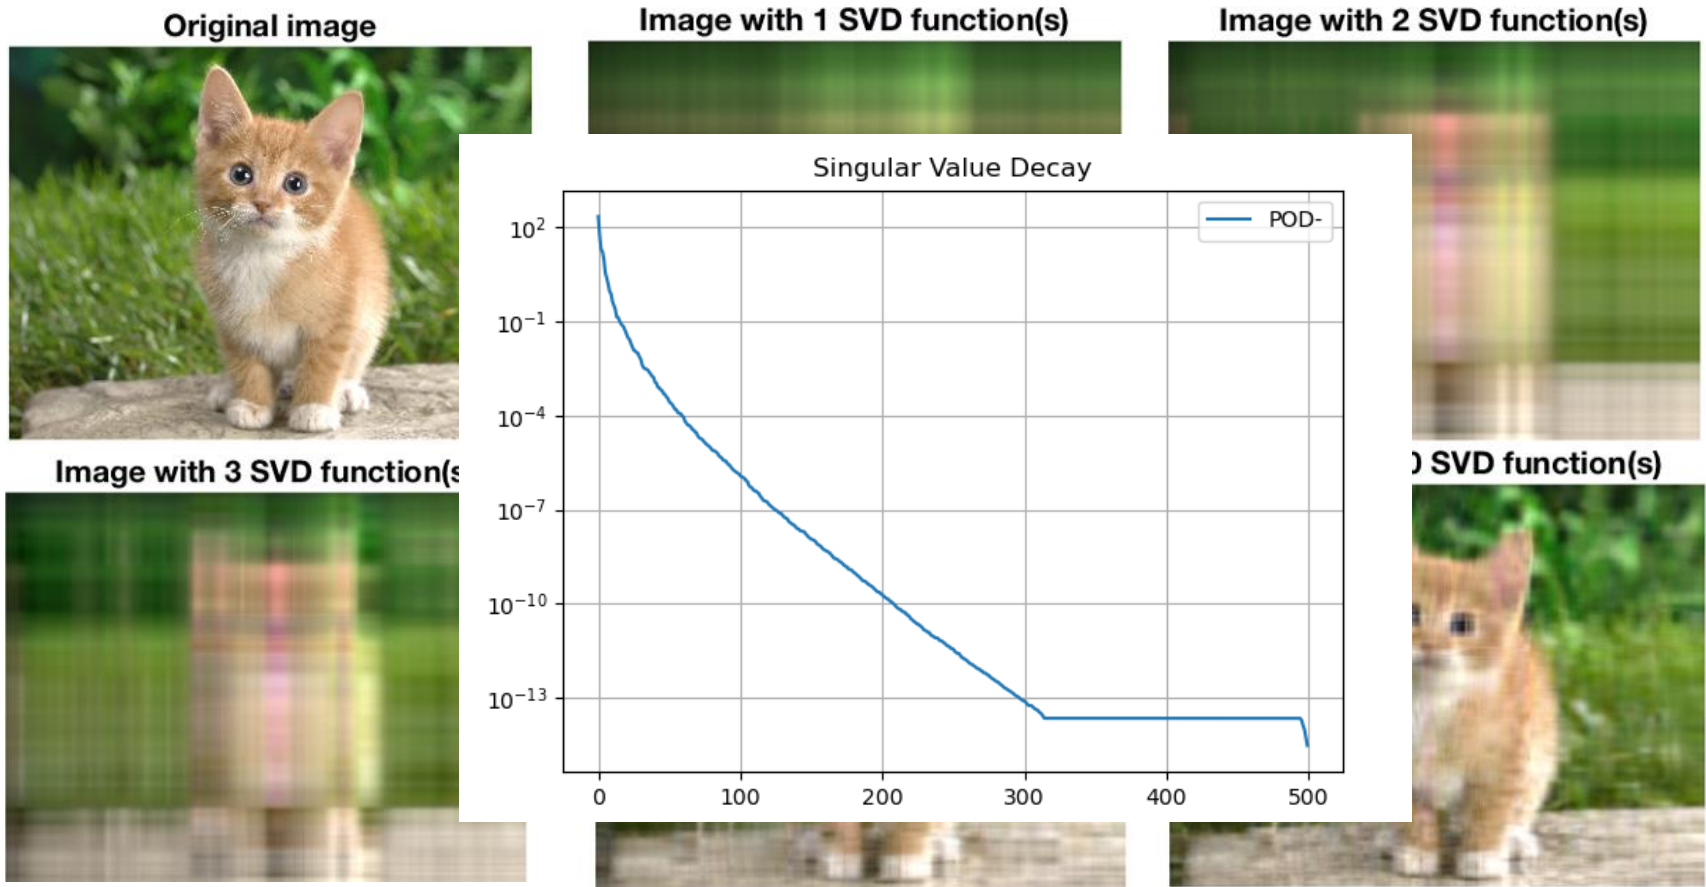 Original image
Image with 1 SVD function(s)
Image with 2 SVD function(s)
Image with 3 SVD function(s
0 SVD function(s)
Singular Value Decay
POD-
10²
10⁻¹
10⁻⁴
10⁻⁷
10⁻¹⁰
10⁻¹³
0 100 200 300 400 500